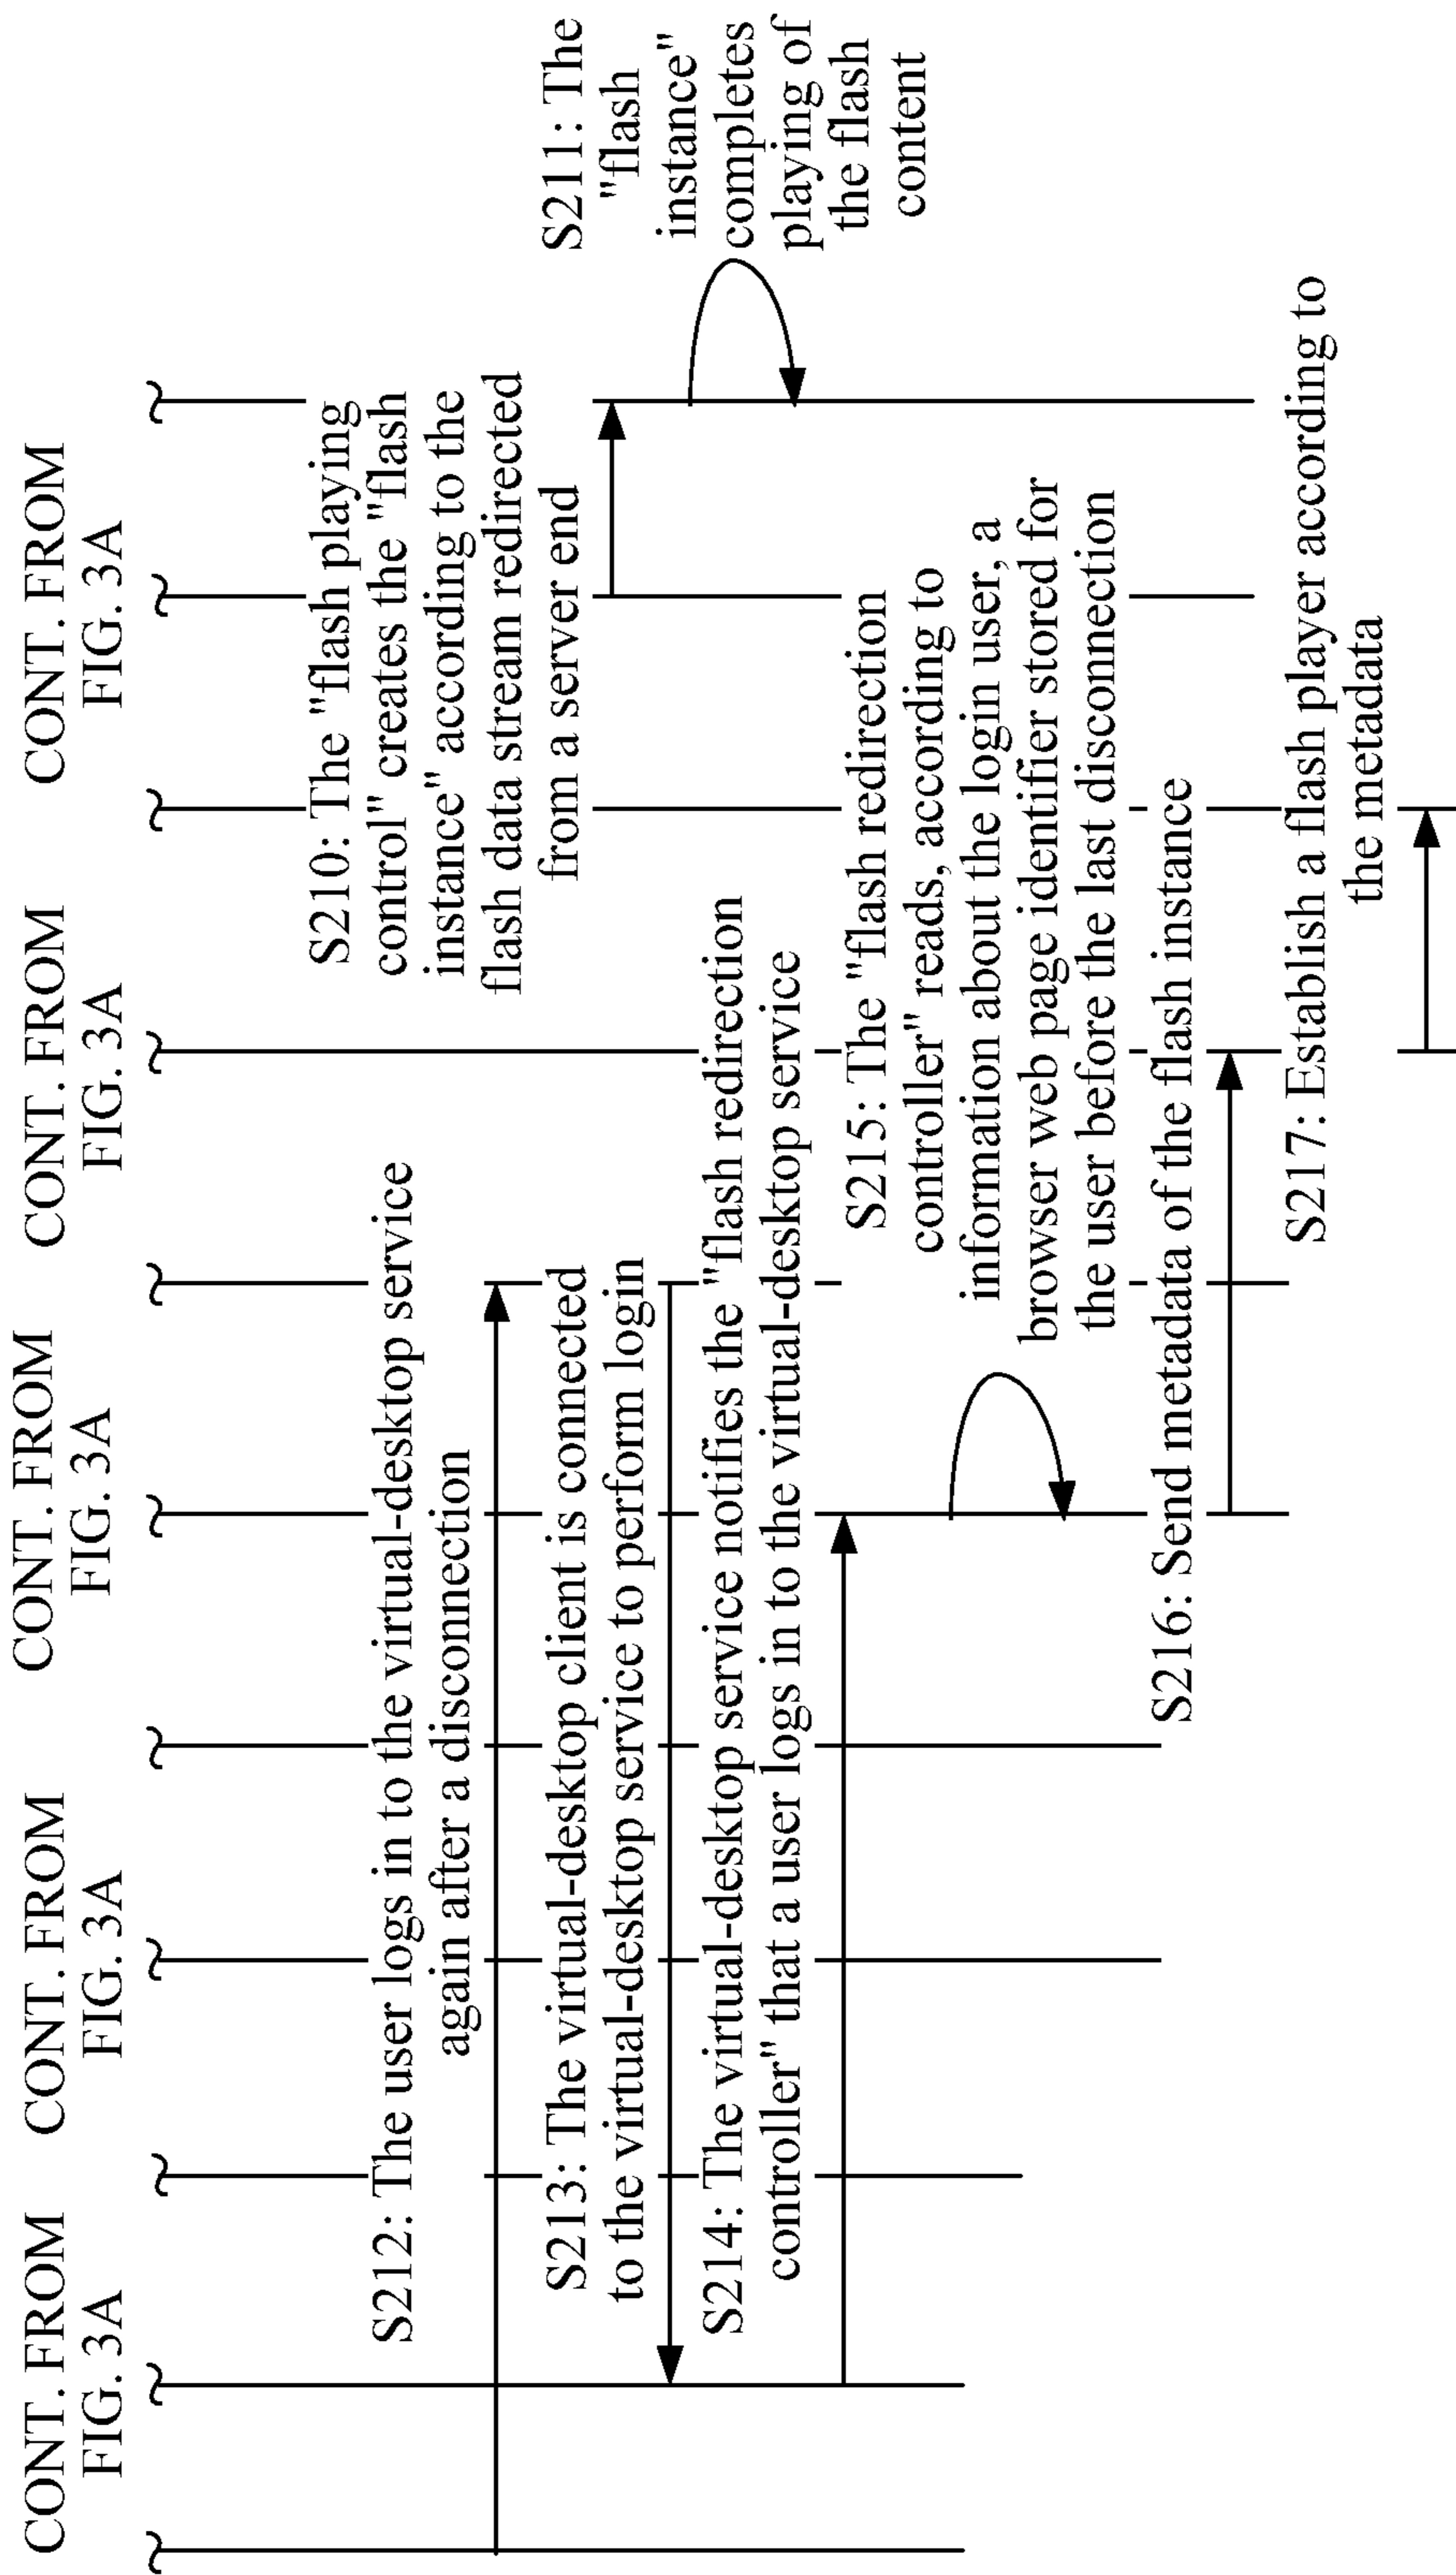 CONT. FROM
FIG. 3A
CONT. FROM
FIG. 3A
CONT. FROM
FIG. 3A
CONT. FROM
FIG. 3A
CONT. FROM
FIG. 3A
S210: The "flash playing
control" creates the "flash
instance" according to the
flash data stream redirected
from a server end
S211: The
"flash
instance"
completes
playing of
the flash
content
S212: The user logs in to the virtual-desktop service
again after a disconnection
S213: The virtual-desktop client is connected
to the virtual-desktop service to perform login
S214: The virtual-desktop service notifies the "flash redirection
controller" that a user logs in to the virtual-desktop service
S215: The "flash redirection
controller" reads, according to
information about the login user, a
browser web page identifier stored for
the user before the last disconnection
S216: Send metadata of the flash instance
S217: Establish a flash player according to
the metadata